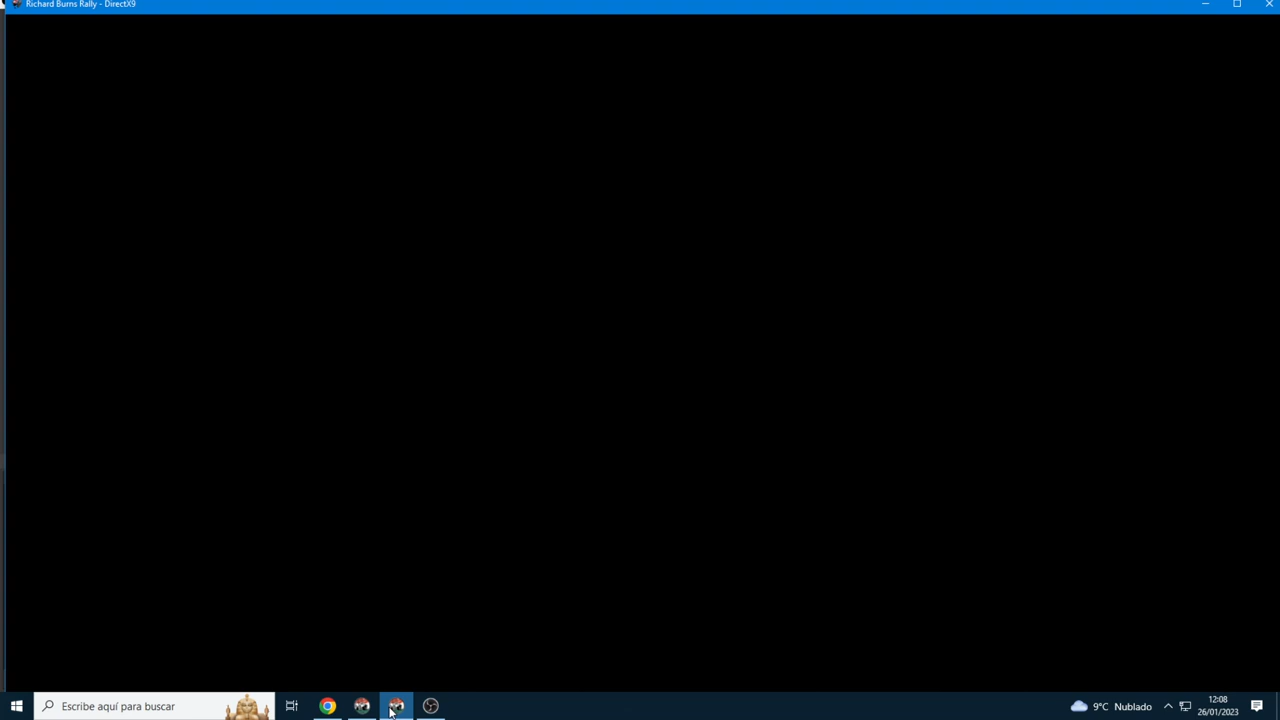 Richard Burns Rally - DirectX9
Escribe aquí para buscar
9°C Nublado
12:08
26/01/2023